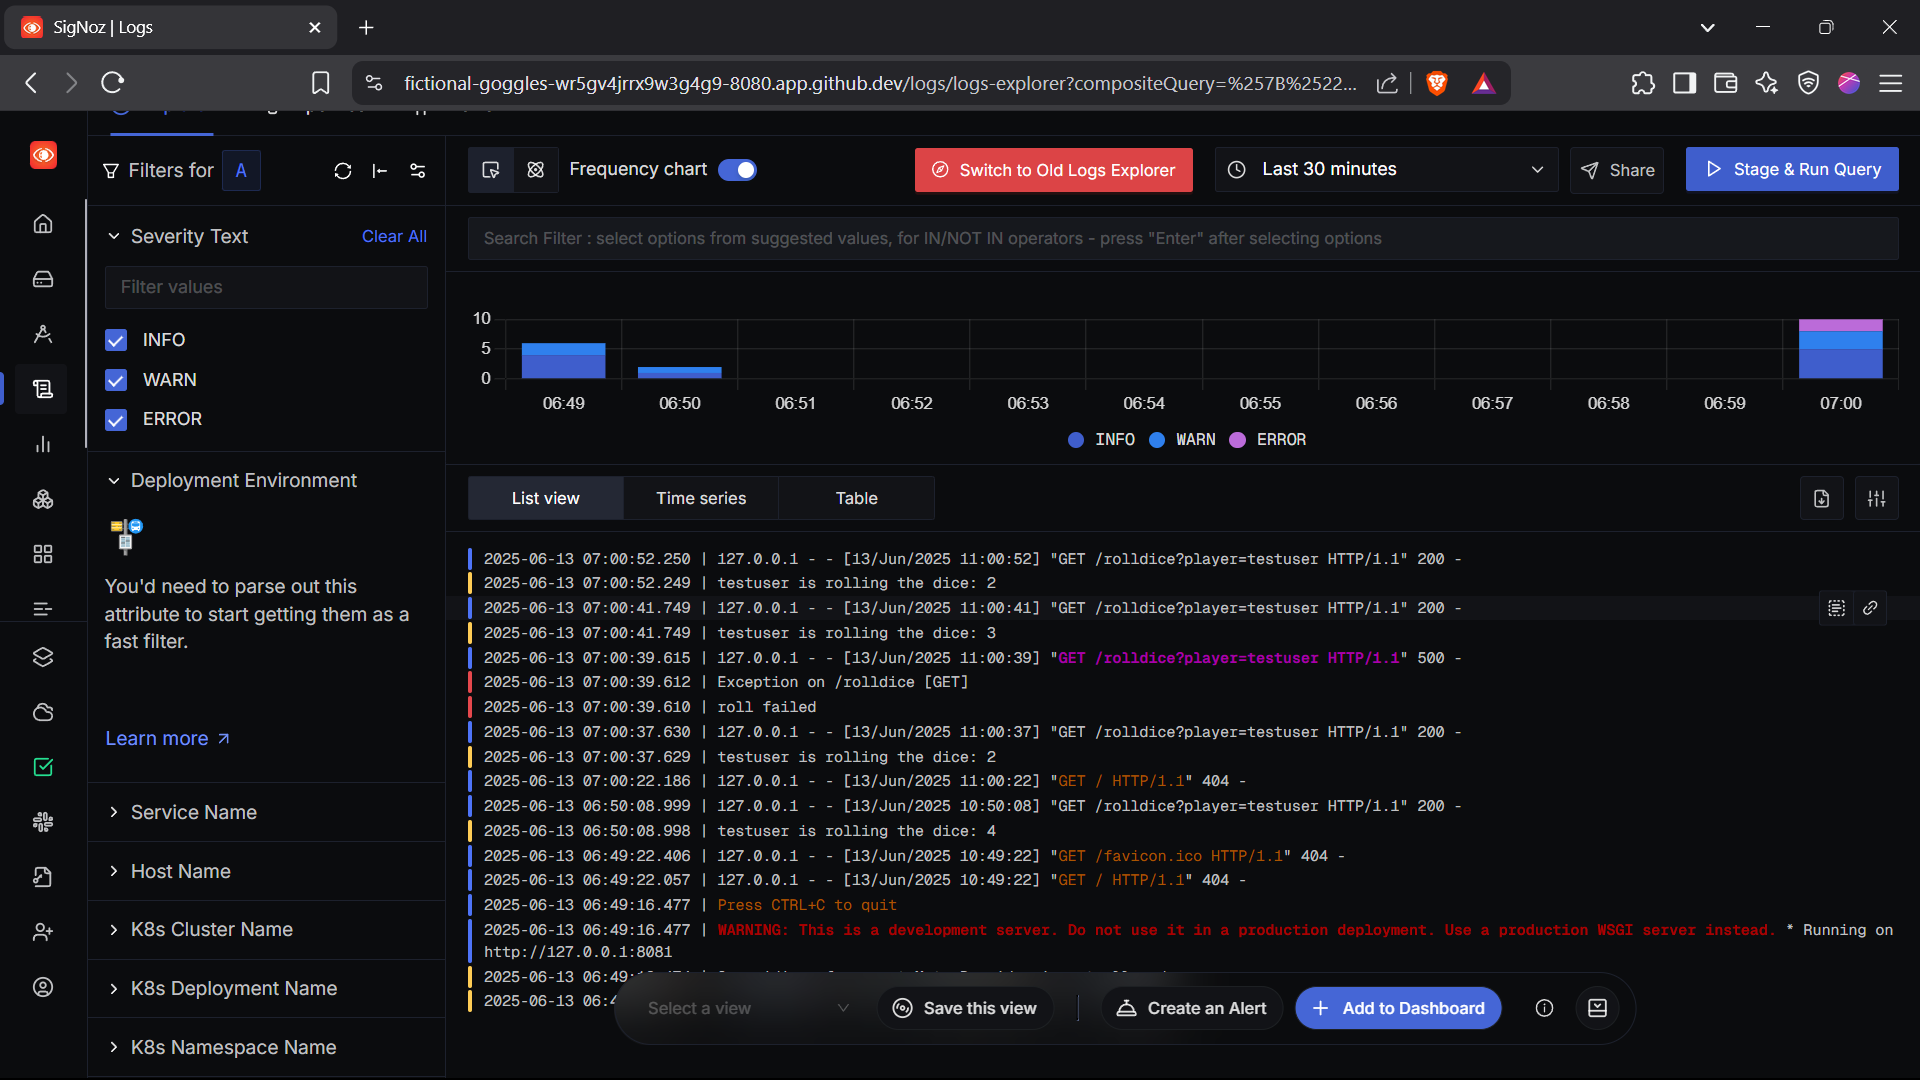 SigNoz | Logs
fictional-goggles-wr5gv4jrrx9w3g4g9-8080.app.github.dev/logs/logs-explorer?compositeQuery=%257B%2522...
Filters for A
Frequency chart
Switch to Old Logs Explorer
Last 30 minutes
Share
Stage & Run Query
Severity Text
Clear All
Filter values
INFO
WARN
ERROR
Deployment Environment
You'd need to parse out this
attribute to start getting them as a
fast filter.
Learn more
Service Name
Host Name
K8s Cluster Name
K8s Deployment Name
K8s Namespace Name
Search Filter : select options from suggested values, for IN/NOT IN operators - press "Enter" after selecting options
10
5
0
06:49 06:50 06:51 06:52 06:53 06:54 06:55 06:56 06:57 06:58 06:59 07:00
INFO WARN ERROR
List view Time series Table
2025-06-13 07:00:52.250 | 127.0.0.1 - - [13/Jun/2025 11:00:52] "GET /rolldice?player=testuser HTTP/1.1" 200 -
2025-06-13 07:00:52.249 | testuser is rolling the dice: 2
2025-06-13 07:00:41.749 | 127.0.0.1 - - [13/Jun/2025 11:00:41] "GET /rolldice?player=testuser HTTP/1.1" 200 -
2025-06-13 07:00:41.749 | testuser is rolling the dice: 3
2025-06-13 07:00:39.615 | 127.0.0.1 - - [13/Jun/2025 11:00:39] "GET /rolldice?player=testuser HTTP/1.1" 500 -
2025-06-13 07:00:39.612 | Exception on /rolldice [GET]
2025-06-13 07:00:39.610 | roll failed
2025-06-13 07:00:37.630 | 127.0.0.1 - - [13/Jun/2025 11:00:37] "GET /rolldice?player=testuser HTTP/1.1" 200 -
2025-06-13 07:00:37.629 | testuser is rolling the dice: 2
2025-06-13 07:00:22.186 | 127.0.0.1 - - [13/Jun/2025 11:00:22] "GET / HTTP/1.1" 404 -
2025-06-13 06:50:08.999 | 127.0.0.1 - - [13/Jun/2025 10:50:08] "GET /rolldice?player=testuser HTTP/1.1" 200 -
2025-06-13 06:50:08.998 | testuser is rolling the dice: 4
2025-06-13 06:49:22.406 | 127.0.0.1 - - [13/Jun/2025 10:49:22] "GET /favicon.ico HTTP/1.1" 404 -
2025-06-13 06:49:22.057 | 127.0.0.1 - - [13/Jun/2025 10:49:22] "GET / HTTP/1.1" 404 -
2025-06-13 06:49:16.477 | Press CTRL+C to quit
2025-06-13 06:49:16.477 | WARNING: This is a development server. Do not use it in a production deployment. Use a production WSGI server instead. * Running on
http://127.0.0.1:8081
2025-06-13 06:49:
2025-06-13 06:4
Select a view
Save this view
Create an Alert
Add to Dashboard